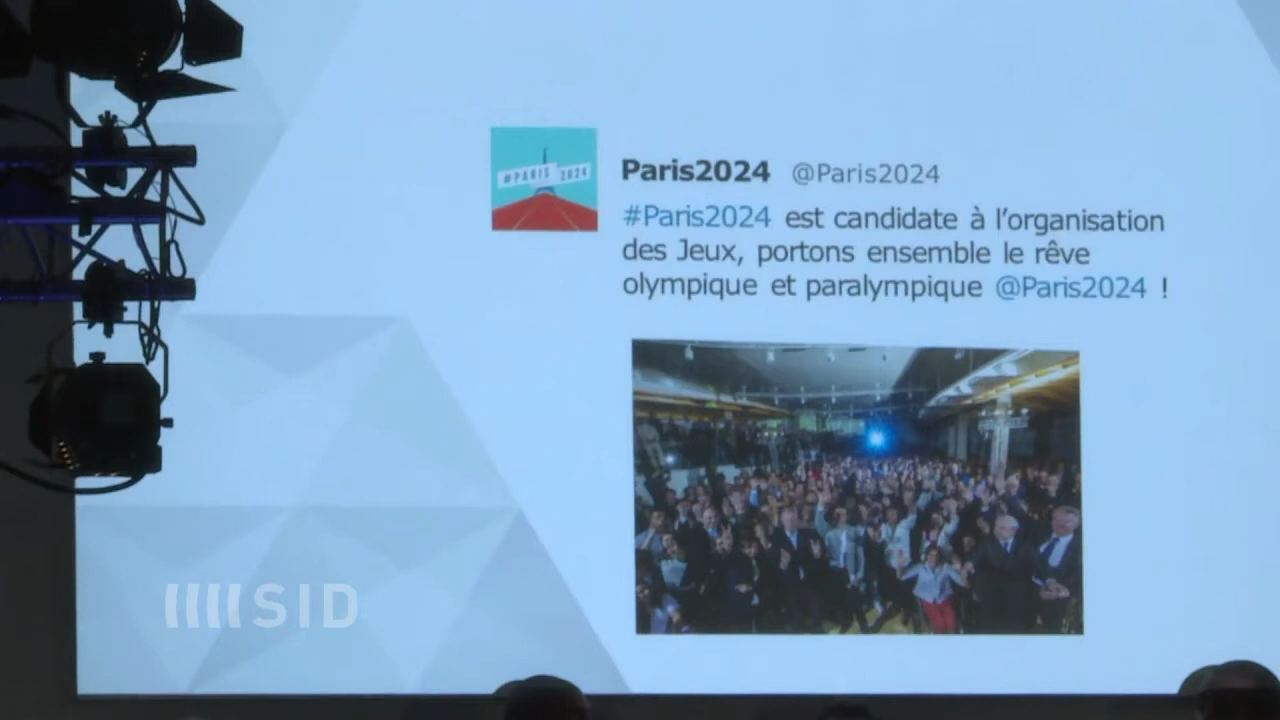 #PARIS 2024
Paris2024 @Paris2024
#Paris2024 est candidate à l'organisation
des Jeux, portons ensemble le rêve
olympique et paralympique @Paris2024 !
SID